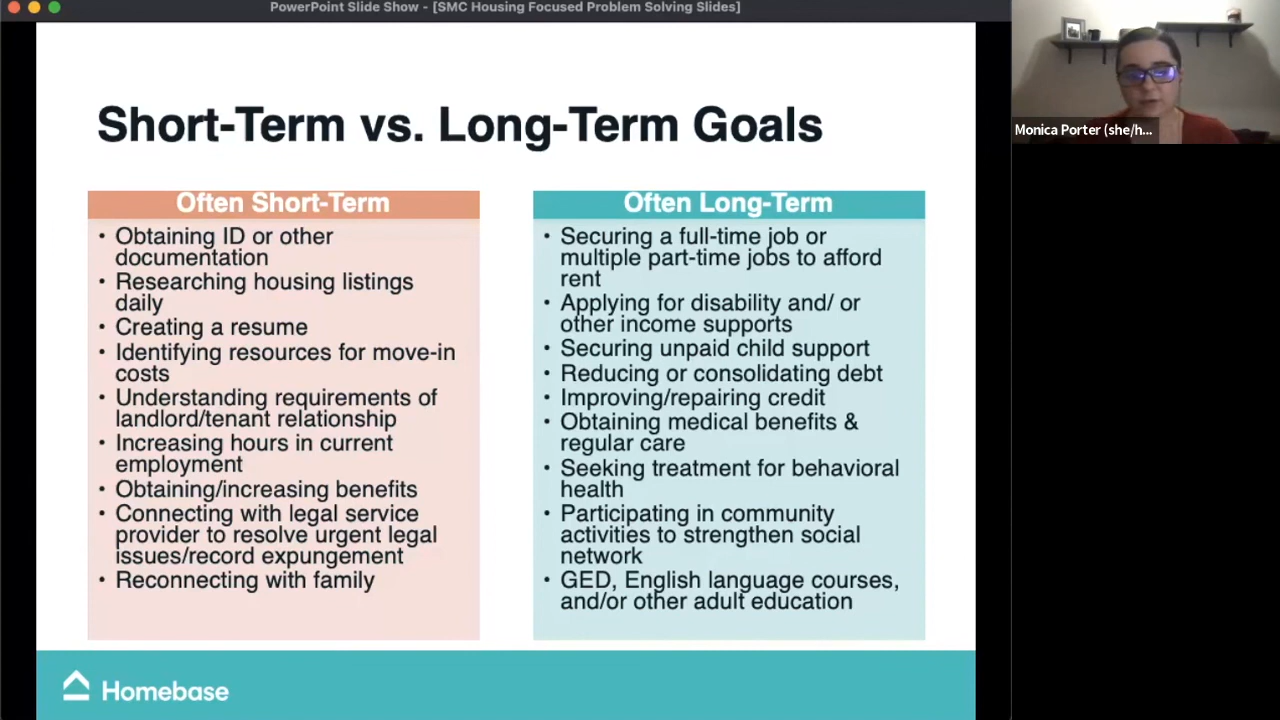 PowerPoint Slide Show - [SMC Housing Focused Problem Solving Slides]
Monica Porter (she/h...
Short-Term vs. Long-Term Goals
Often Short-Term
• Obtaining ID or other
documentation
• Researching housing listings
daily
• Creating a resume
• Identifying resources for move-in
costs
• Understanding requirements of
landlord/tenant relationship
• Increasing hours in current
employment
• Obtaining/increasing benefits
• Connecting with legal service
provider to resolve urgent legal
issues/record expungement
• Reconnecting with family
Often Long-Term
• Securing a full-time job or
multiple part-time jobs to afford
rent
• Applying for disability and/ or
other income supports
• Securing unpaid child support
• Reducing or consolidating debt
• Improving/repairing credit
• Obtaining medical benefits &
regular care
• Seeking treatment for behavioral
health
• Participating in community
activities to strengthen social
network
• GED, English language courses,
and/or other adult education
Homebase